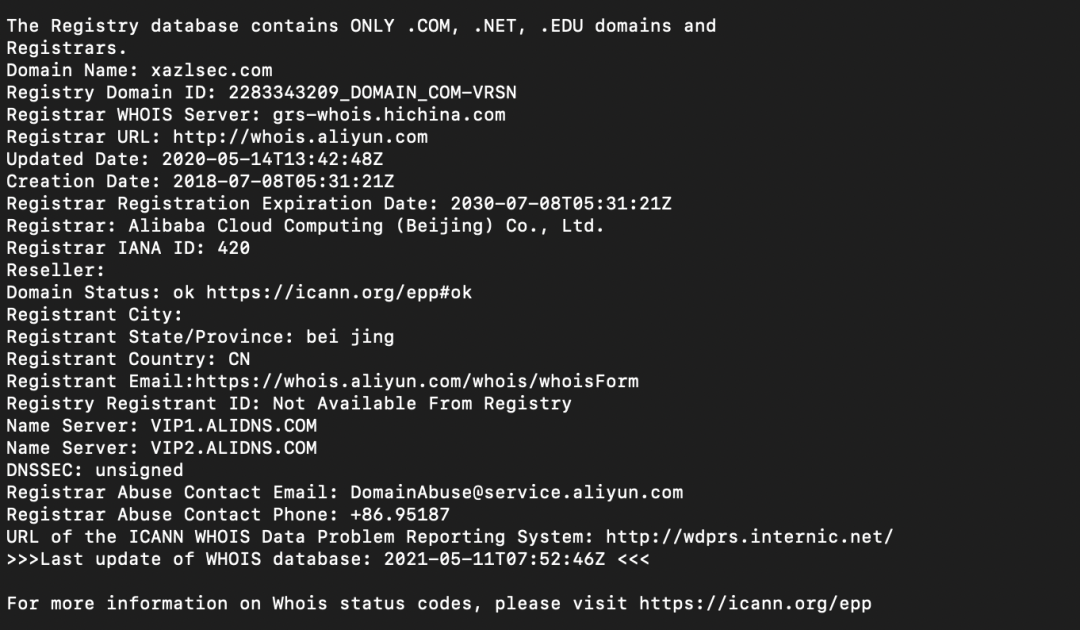 The Registry database contains ONLY .COM, .NET, .EDU domains and
Registrars.
Domain Name: xazlsec.com
Registry Domain ID: 2283343209_DOMAIN_COM-VRSN
Registrar WHOIS Server: grs-whois.hichina.com
Registrar URL: http://whois.aliyun.com
Updated Date: 2020-05-14T13:42:48Z
Creation Date: 2018-07-08T05:31:21Z
Registrar Registration Expiration Date: 2030-07-08T05:31:21Z
Registrar: Alibaba Cloud Computing (Beijing) Co., Ltd.
Registrar IANA ID: 420
Reseller:
Domain Status: ok https://icann.org/epp#ok
Registrant City:
Registrant State/Province: bei jing
Registrant Country: CN
Registrant Email:https://whois.aliyun.com/whois/whoisForm
Registry Registrant ID: Not Available From Registry
Name Server: VIP1.ALIDNS.COM
Name Server: VIP2.ALIDNS.COM
DNSSEC: unsigned
Registrar Abuse Contact Email: DomainAbuse@service.aliyun.com
Registrar Abuse Contact Phone: +86.95187
URL of the ICANN WHOIS Data Problem Reporting System: http://wdprs.internic.net/
>>>Last update of WHOIS database: 2021-05-11T07:52:46Z <<<
For more information on Whois status codes, please visit https://icann.org/epp